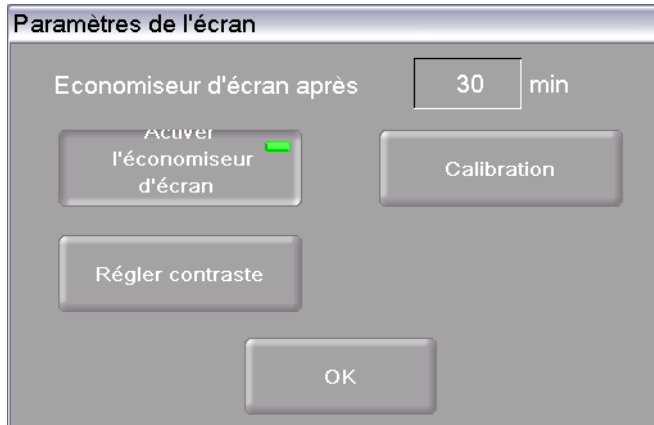 Paramètres de l'écran
Economiseur d'écran après 30 min
Activer
l'économiseur
d'écran
Calibration
Régler contraste
OK